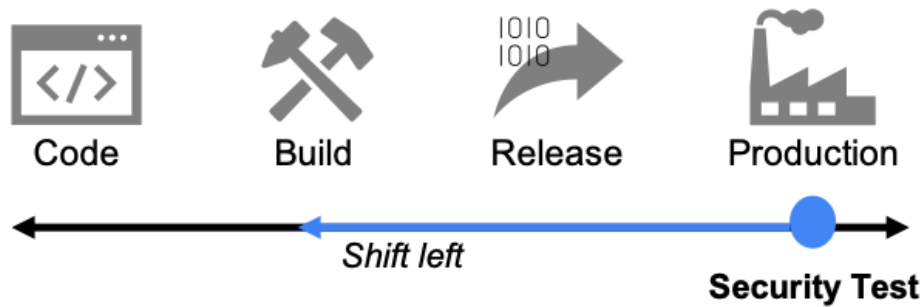 </>
1010
1010
Code
Build
Release
Production
Shift left
Security Test